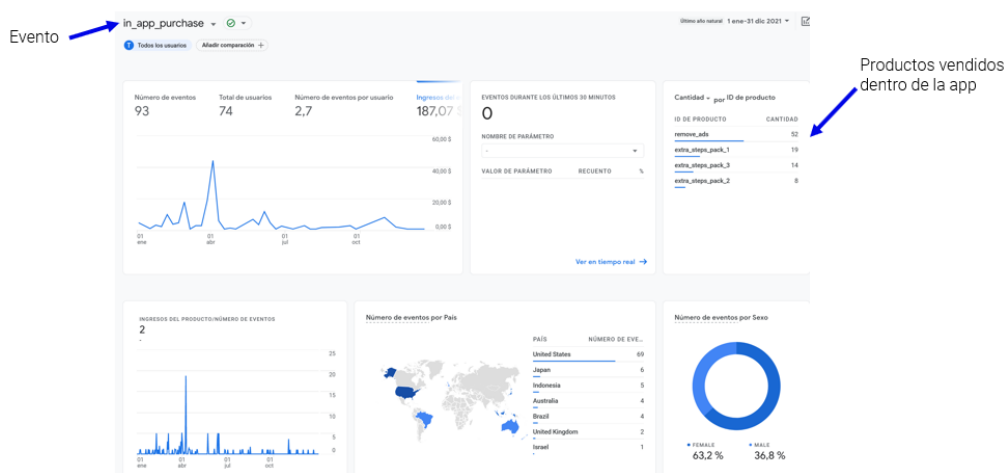 in_app_purchase
Último año natural 1 ene-31 dic 2021
Evento
T Todos los usuarios Añadir comparación +
Productos vendidos
dentro de la app
Número de eventos
93
Total de usuarios
74
Número de eventos por usuario
2,7
Ingresos del
187,07
60,00 $
40,00 $
20,00 $
0,00 $
01 ene
01 abr
01 jul
01 oct
EVENTOS DURANTE LOS ÚLTIMOS 30 MINUTOS
0
NOMBRE DE PARÁMETRO
-
VALOR DE PARÁMETRO RECUENTO %
Ver en tiempo real →
Cantidad por ID de producto
ID DE PRODUCTO CANTIDAD
remove_ads 52
extra_steps_pack_1 19
extra_steps_pack_3 14
extra_steps_pack_2 8
INGRESOS DEL PRODUCTO/NÚMERO DE EVENTOS
2
-
25
20
15
10
5
0
01 ene
01 abr
01 jul
01 oct
Número de eventos por País
PAÍS NÚMERO DE EVE...
United States 69
Japan 6
Indonesia 5
Australia 4
Brazil 4
United Kingdom 2
Israel 1
Número de eventos por Sexo
FEMALE
63,2 %
MALE
36,8 %